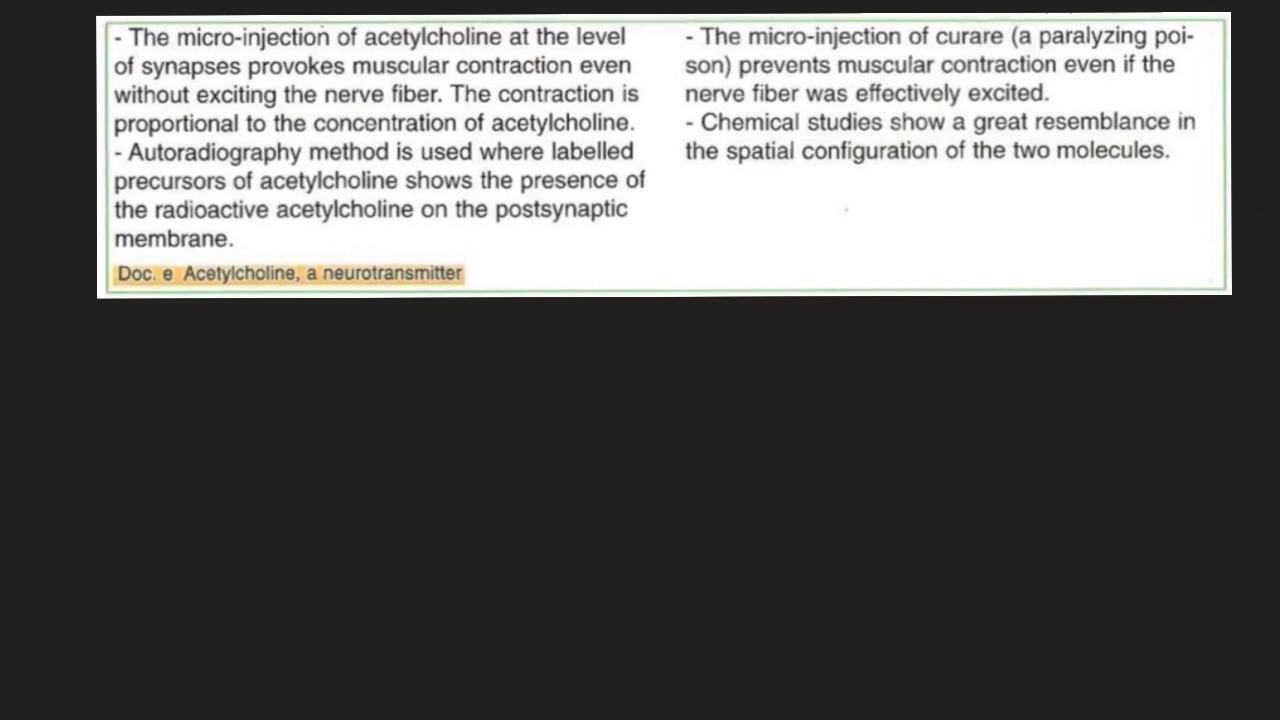 - The micro-injection of acetylcholine at the level
of synapses provokes muscular contraction even
without exciting the nerve fiber. The contraction is
proportional to the concentration of acetylcholine.
- Autoradiography method is used where labelled
precursors of acetylcholine shows the presence of
the radioactive acetylcholine on the postsynaptic
membrane.
Doc. e Acetylcholine, a neurotransmitter
- The micro-injection of curare (a paralyzing poi-
son) prevents muscular contraction even if the
nerve fiber was effectively excited.
- Chemical studies show a great resemblance in
the spatial configuration of the two molecules.